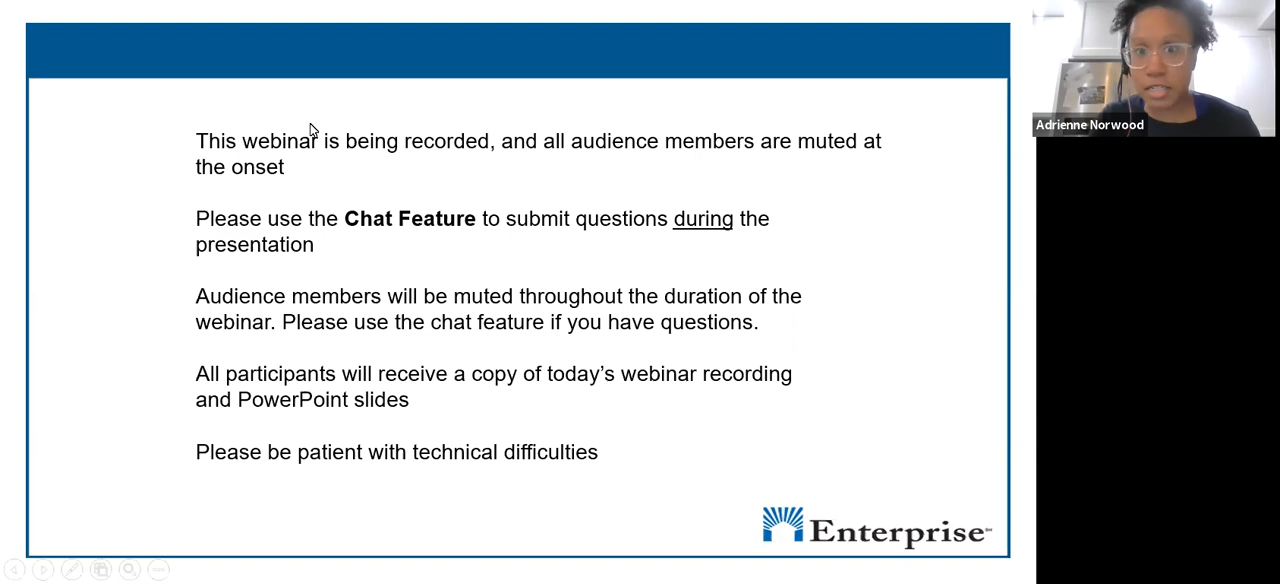 This webinar is being recorded, and all audience members are muted at
the onset
Please use the Chat Feature to submit questions during the
presentation
Audience members will be muted throughout the duration of the
webinar. Please use the chat feature if you have questions.
All participants will receive a copy of today’s webinar recording
and PowerPoint slides
Please be patient with technical difficulties
Enterprise
Adrienne Norwood